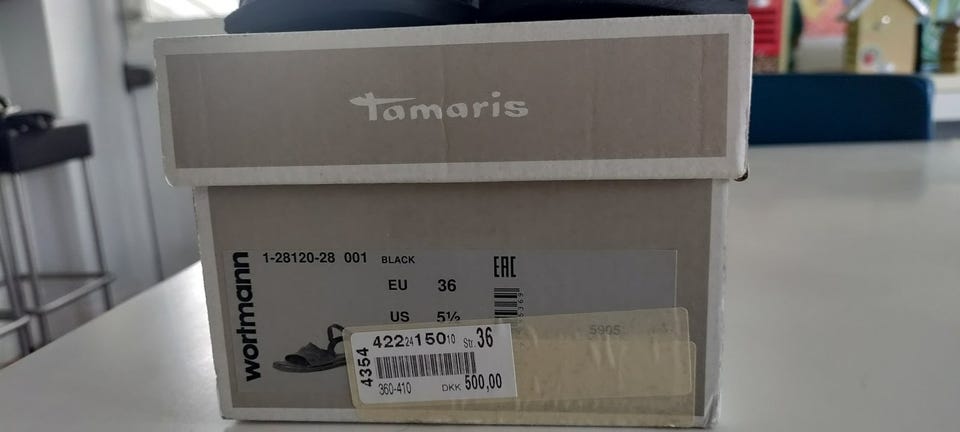 Tamaris
wortmann
1-28120-28 001 BLACK
EU 36
US 5½
EAC
5905
4354
422 24 150 10 Str. 36
360-410 DKK 500,00